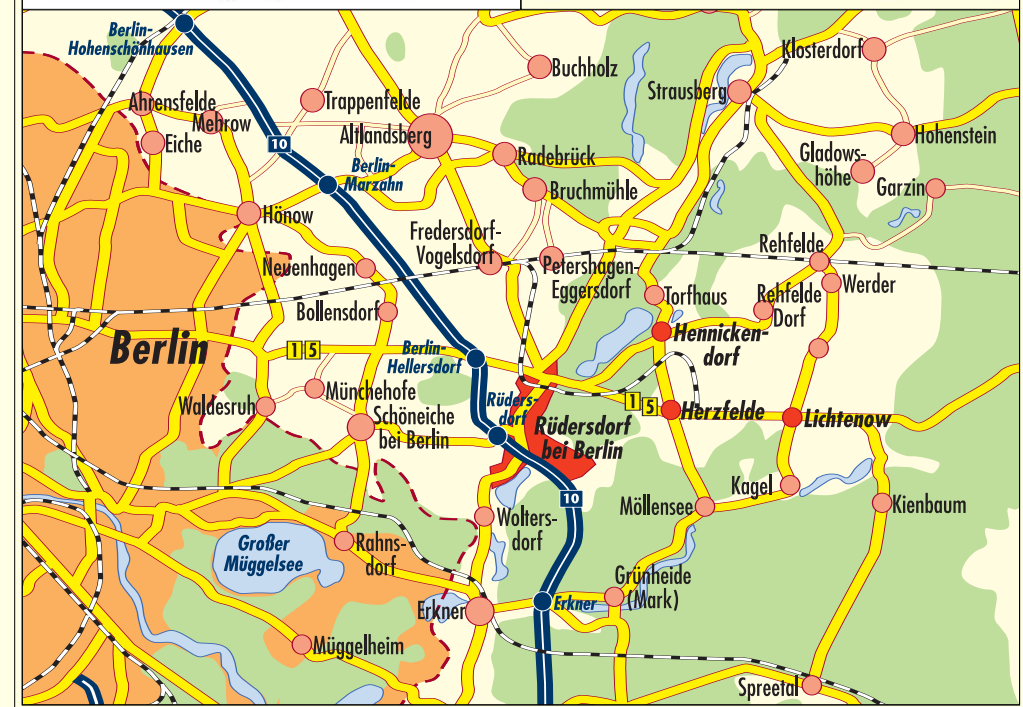 Berlin-
Hohenschönhausen
Klosterdorf
Buchholz
Strausberg
Ahrensfelde
Trappenfelde
Mehrow
Altlandsberg
Hohenstein
Eiche
10
Radebrück
Gladows-
höhe
Berlin-
Marzahn
Bruchmühle
Garzin
Hönow
Fredersdorf-
Vogelsdorf
Rehfelde
Neuenhagen
Petershagen-
Eggersdorf
Werder
Bollensdorf
Torfhaus
Rehfelde
Dorf
Hennicken-
dorf
Berlin
1 5
Berlin-
Hellersdorf
Münchehofe
Waldesruh
Rüders-
dorf
1 5
Herzfelde
Lichtenow
Schöneiche
bei Berlin
Rüdersdorf
bei Berlin
Kagel
10
Möllensee
Kienbaum
Wolters-
dorf
Großer
Müggelsee
Rahns-
dorf
Grünheide
(Mark)
Erkner
Erkner
Müggelheim
Spreetal